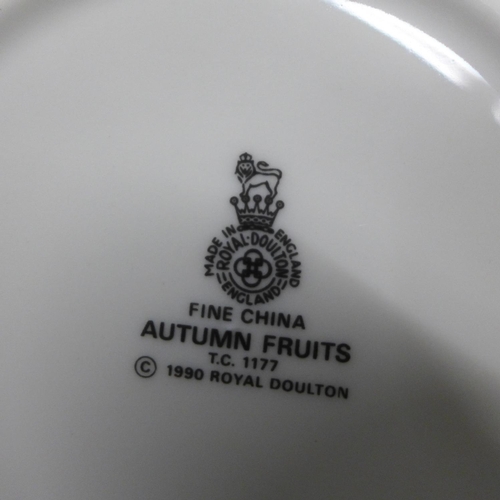 MADE IN ENGLAND
ROYAL·DOULTON
ENGLAND
FINE CHINA
AUTUMN FRUITS
T.C. 1177
© 1990 ROYAL DOULTON